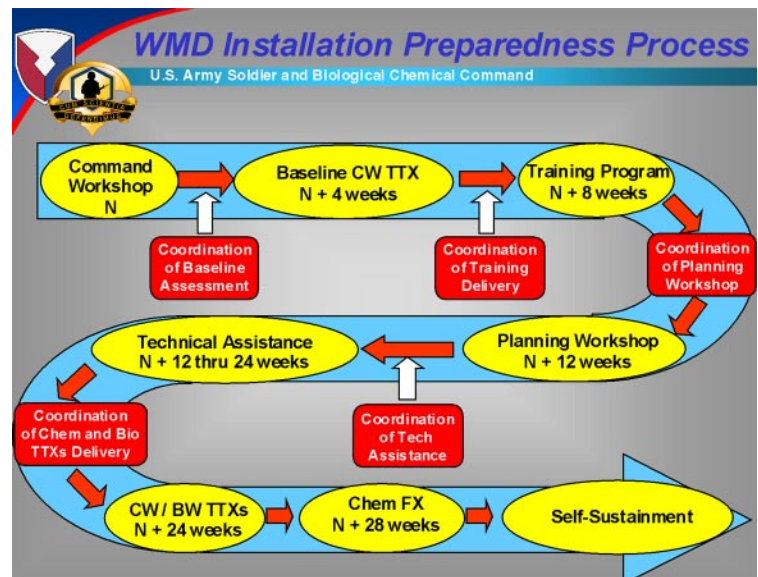 WMD Installation Preparedness Process
U.S. Army Soldier and Biological Chemical Command
CUM SCIENTIA
DEFENDIMUS
Command
Workshop
N
Baseline CW TTX
N + 4 weeks
Training Program
N + 8 weeks
Coordination
of Baseline
Assessment
Coordination
of Training
Delivery
Coordination
of Planning
Workshop
Technical Assistance
N + 12 thru 24 weeks
Planning Workshop
N + 12 weeks
Coordination
of Chem and Bio
TTXs Delivery
Coordination
of Tech
Assistance
CW / BW TTXs
N + 24 weeks
Chem FX
N + 28 weeks
Self-Sustainment